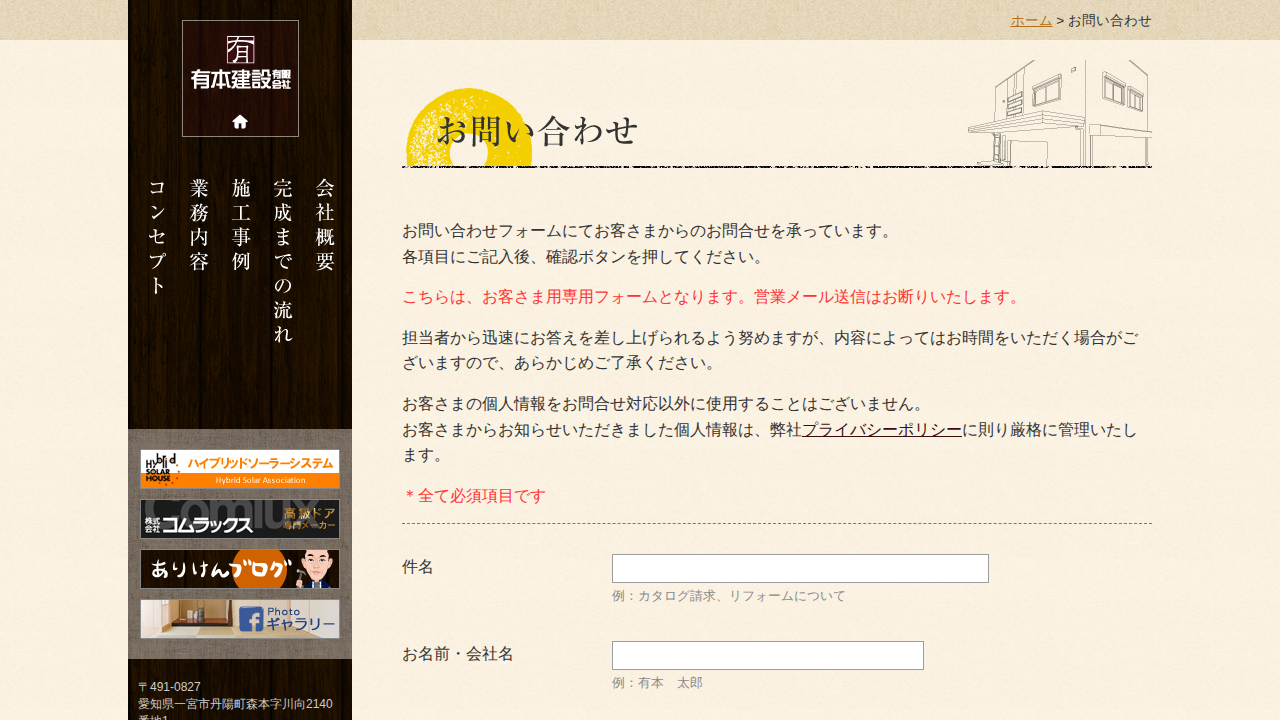 ホーム > お問い合わせ
有
有本建設有限会社
会社概要
完成までの流れ
施工事例
業務内容
コンセプト
Hybrid SOLAR HOUSE
ハイブリッドソーラーシステム
Hybrid Solar Association
Comlux
株式会社コムラックス
高級ドア
専門メーカー
ありけんブログ
Photo
ギャラリー
〒491-0827
愛知県一宮市丹陽町森本字川向2140
番地1
お問い合わせ
お問い合わせフォームにてお客さまからのお問合せを承っています。
各項目にご記入後、確認ボタンを押してください。
こちらは、お客さま用専用フォームとなります。営業メール送信はお断りいたします。
担当者から迅速にお答えを差し上げられるよう努めますが、内容によってはお時間をいただく場合がご
ざいますので、あらかじめご了承ください。
お客さまの個人情報をお問合せ対応以外に使用することはございません。
お客さまからお知らせいただきました個人情報は、弊社プライバシーポリシーに則り厳格に管理いたし
ます。
＊全て必須項目です
件名
例：カタログ請求、リフォームについて
お名前・会社名
例：有本　太郎